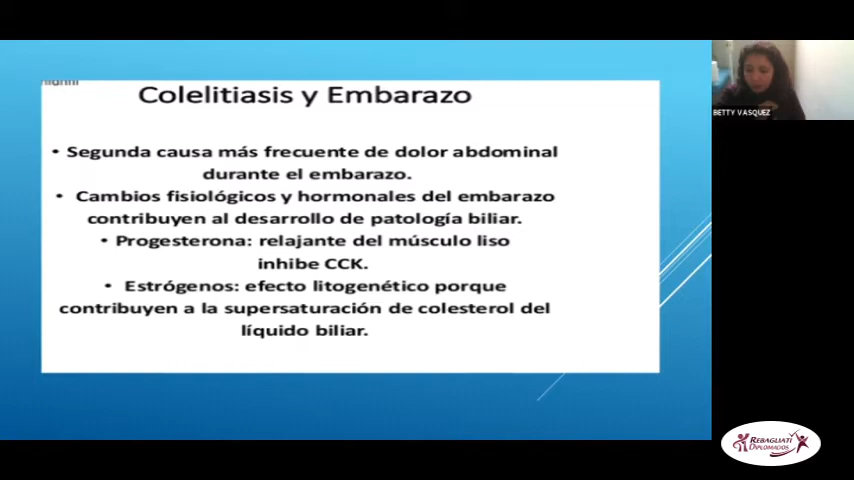 Colelitiasis y Embarazo
• Segunda causa más frecuente de dolor abdominal
durante el embarazo.
• Cambios fisiológicos y hormonales del embarazo
contribuyen al desarrollo de patología biliar.
• Progesterona: relajante del músculo liso
inhibe CCK.
• Estrógenos: efecto litogenético porque
contribuyen a la supersaturación de colesterol del
líquido biliar.
BETTY VASQUEZ
REBAGLIATI
DIPLOMADOS